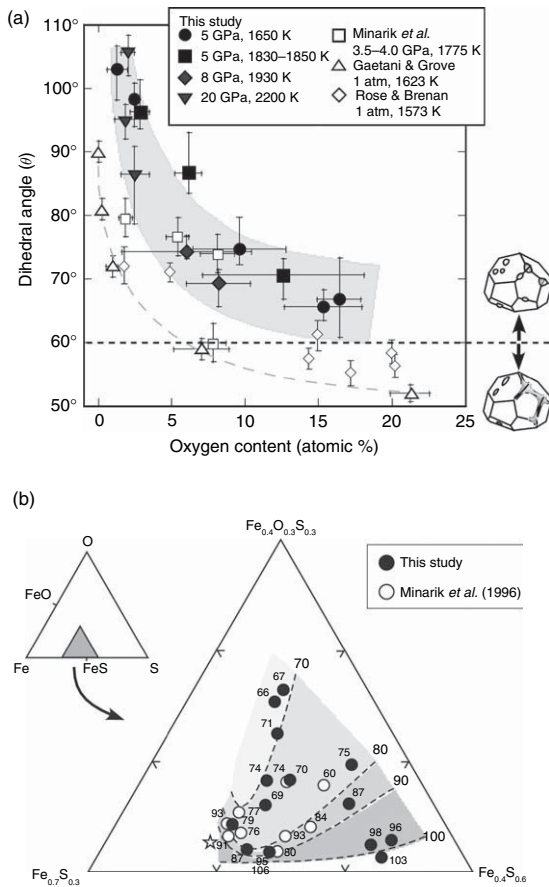 (a)
110°
100°
90°
80°
70°
60°
50°
Dihedral angle (θ)
0
5
10
15
20
25
Oxygen content (atomic %)
This study
5 GPa, 1650 K
5 GPa, 1830–1850 K
8 GPa, 1930 K
20 GPa, 2200 K
Minarik et al.
3.5–4.0 GPa, 1775 K
Gaetani & Grove
1 atm, 1623 K
Rose & Brenan
1 atm, 1573 K
(b)
O
FeO
Fe
FeS
S
Fe0.4O0.3S0.3
This study
Minarik et al. (1996)
70
67
66
71
75
80
74
74
70
60
90
69
87
77
93
79
84
76
93
98
96
100
91
87
95
80
106
103
Fe0.7S0.3
Fe0.4S0.6